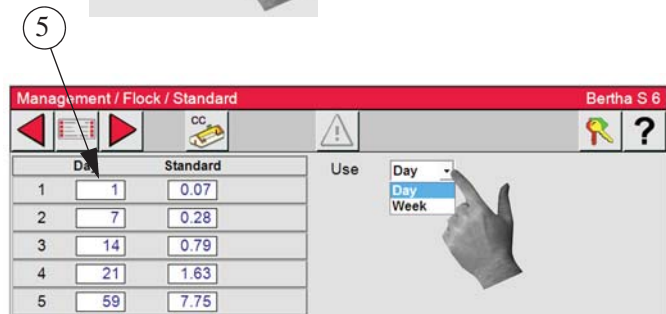 5
Management / Flock / Standard Bertha S 6
CC ?
Day Standard Use Day
1 1 0.07 Day
2 7 0.28 Week
3 14 0.79
4 21 1.63
5 59 7.75